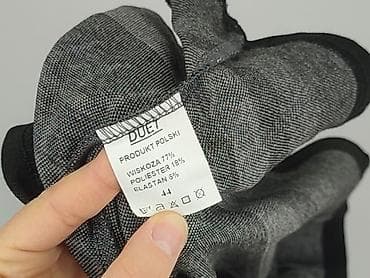 DUET
PRODUKT POLSKI
WISKOZA 77%
POLIESTER 18%
ELASTAN 5%
44